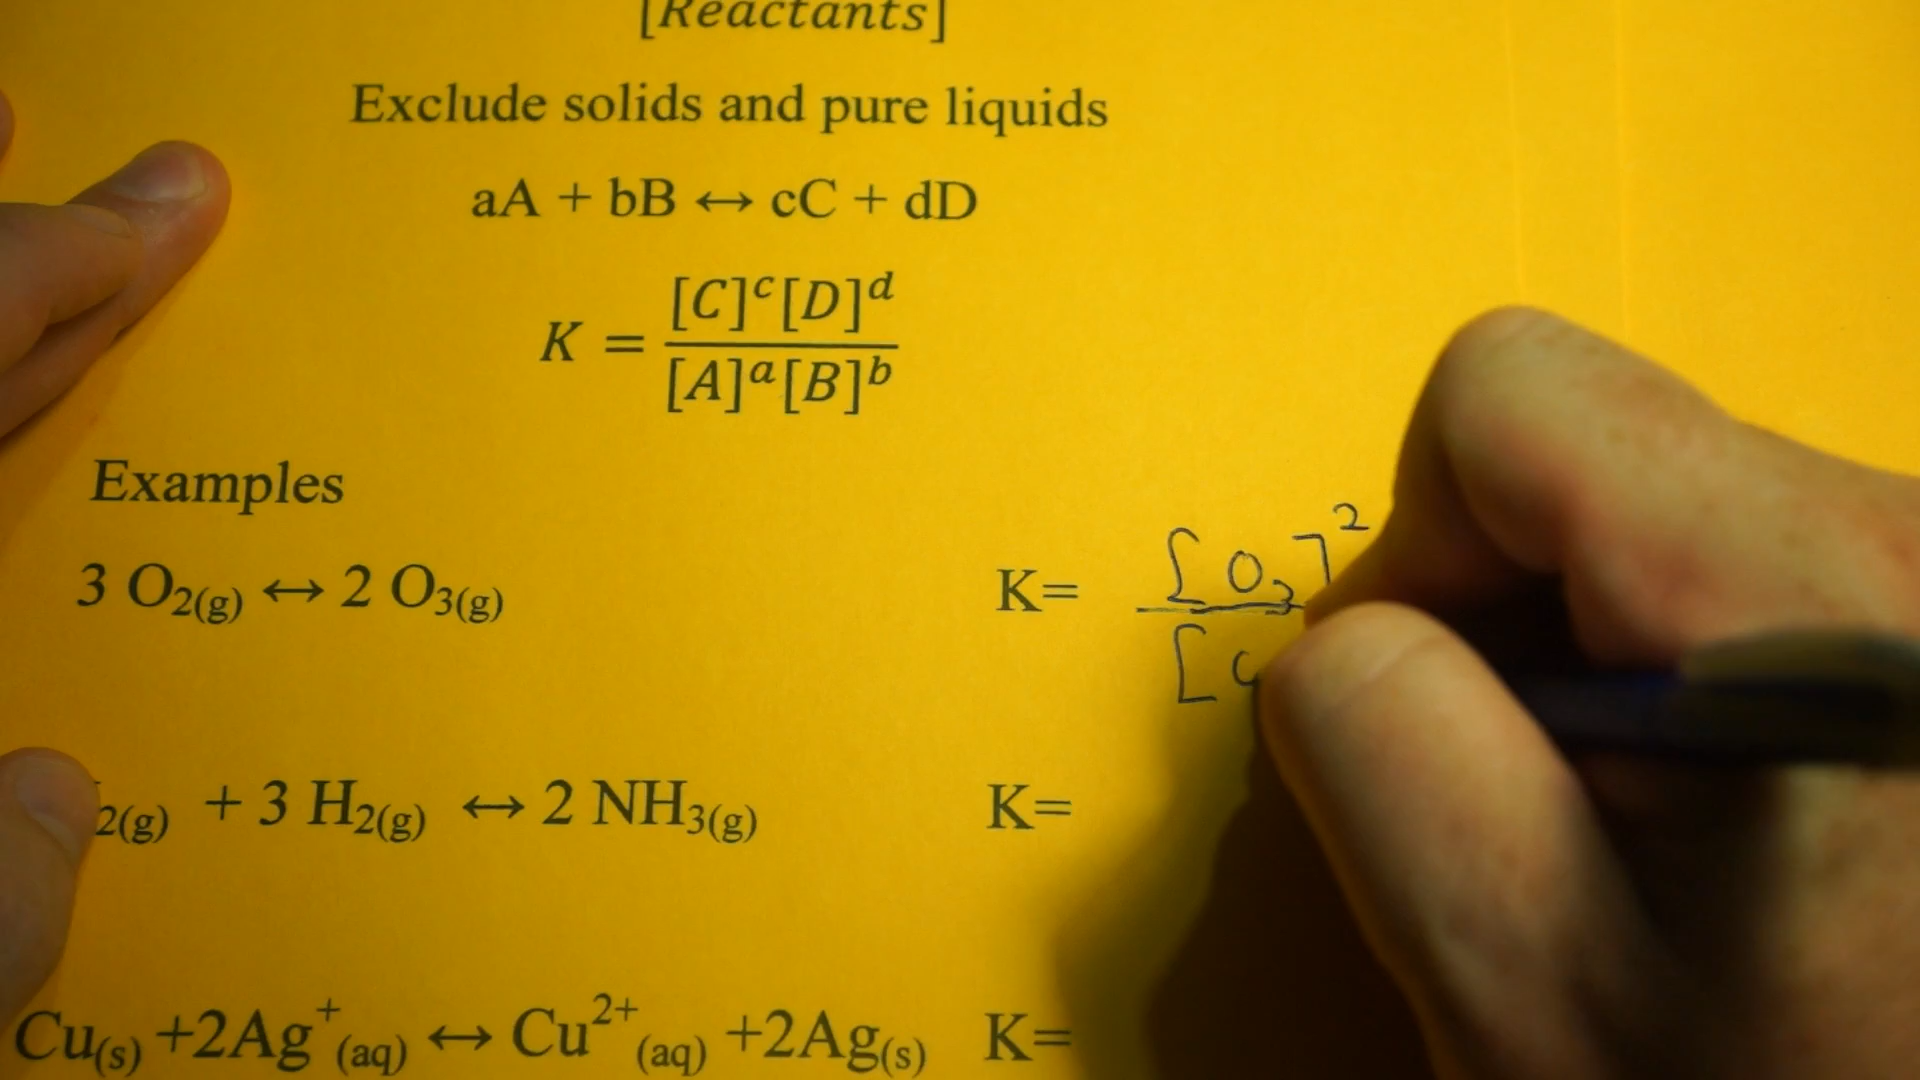 [Reactants]
Exclude solids and pure liquids
aA + bB ↔ cC + dD
K = [C]ᶜ[D]ᵈ / [A]ᵃ[B]ᵇ
Examples
3 O₂(g) ↔ 2 O₃(g) K= [O₃]² / [
₂(g) + 3 H₂(g) ↔ 2 NH₃(g) K=
Cu(s) +2Ag⁺(aq) ↔ Cu²⁺(aq) +2Ag(s) K=